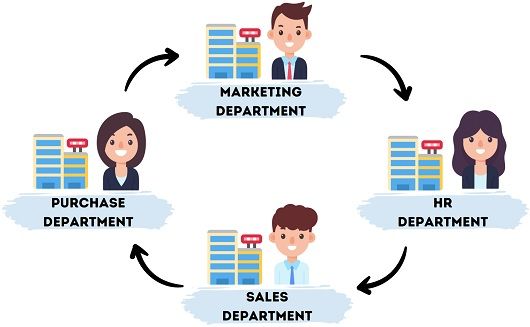 MARKETING
DEPARTMENT
PURCHASE
DEPARTMENT
HR
DEPARTMENT
SALES
DEPARTMENT